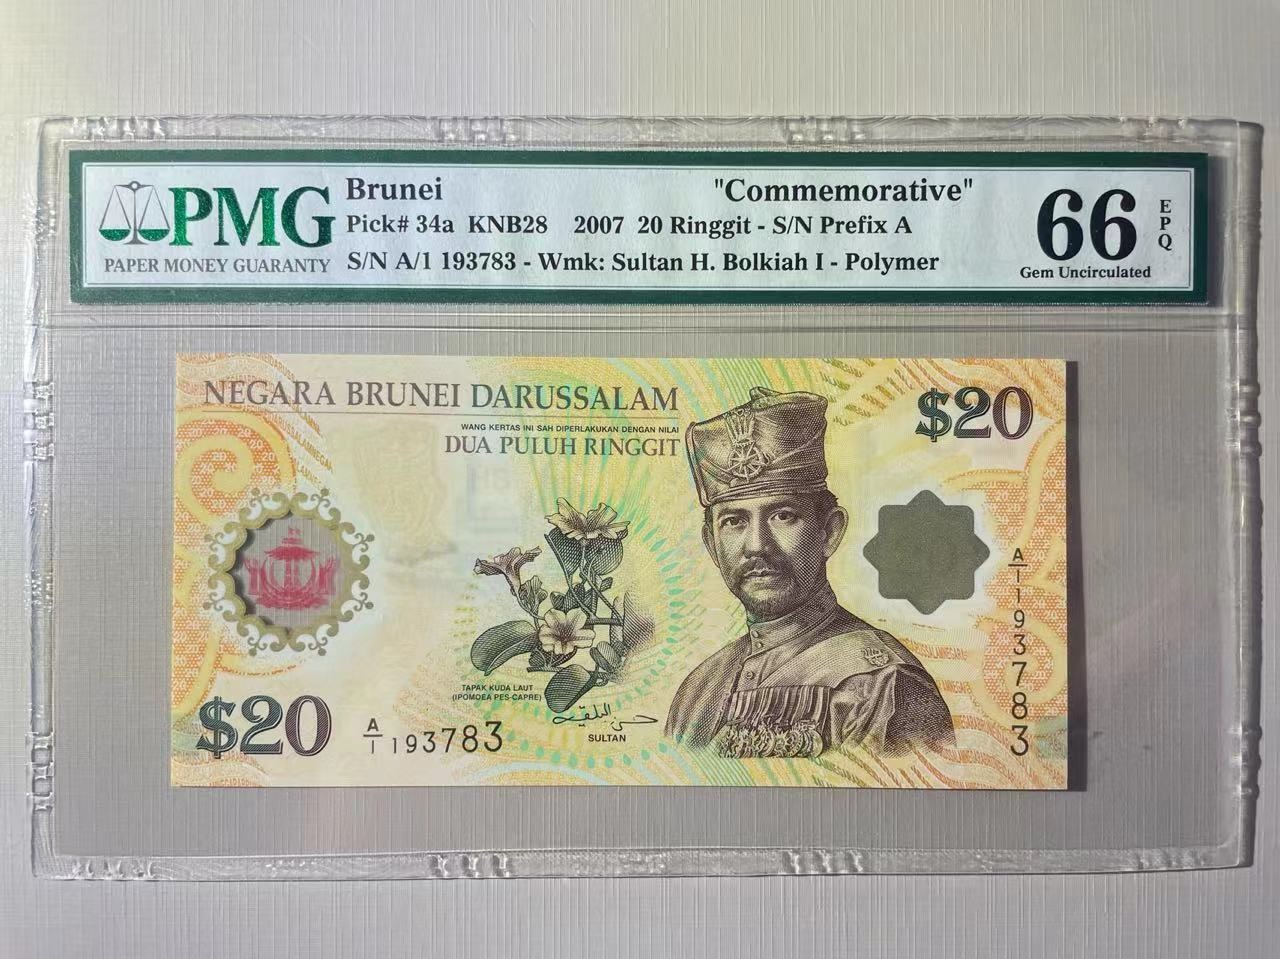 PMG
PAPER MONEY GUARANTY
Brunei "Commemorative"
Pick# 34a KNB28 2007 20 Ringgit - S/N Prefix A
S/N A/1 193783 - Wmk: Sultan H. Bolkiah I - Polymer
66 EPQ
Gem Uncirculated
NEGARA BRUNEI DARUSSALAM
WANG KERTAS INI SAH DIPERLAKUKAN DENGAN NILAI
DUA PULUH RINGGIT
$20
A/1 193783
TAPAK KUDA LAUT
(IPOMOEA PES-CAPRE)
حسن البلقيه
SULTAN
$20
A/1 193783